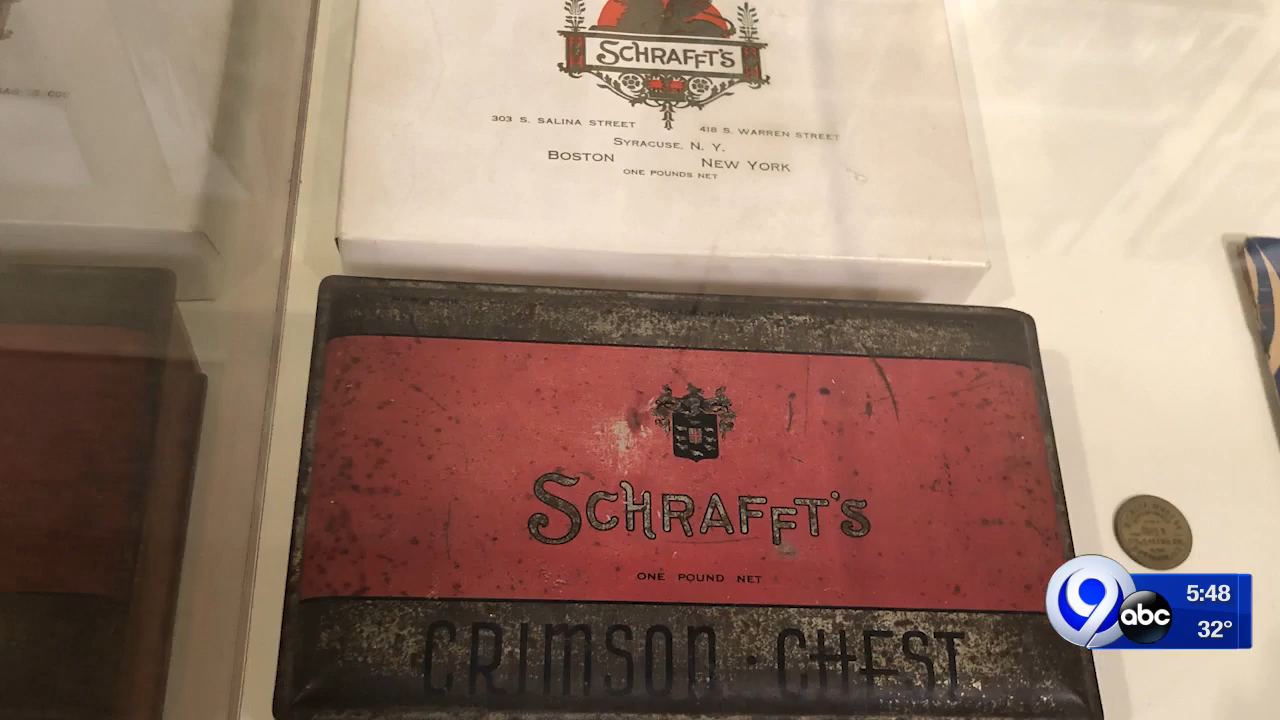 SCHRAFFT'S
303 S. SALINA STREET 418 S. WARREN STREET
SYRACUSE, N. Y.
BOSTON NEW YORK
ONE POUNDS NET
SCHRAFFT'S
ONE POUND NET
CRIMSON · CHEST
9 abc
5:48
32°